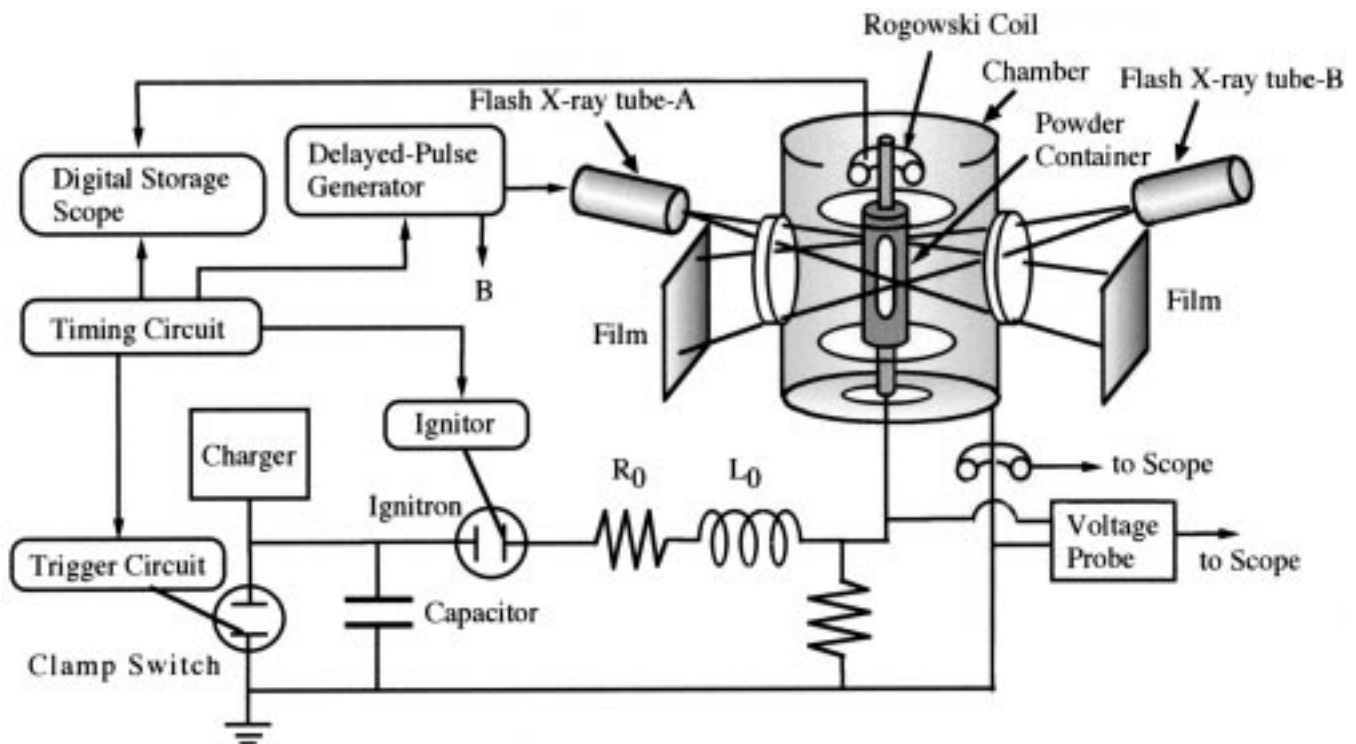 Rogowski Coil
Chamber
Flash X-ray tube-B
Flash X-ray tube-A
Powder
Container
Delayed-Pulse
Generator
Digital Storage
Scope
B
Timing Circuit
Film
Film
Ignitor
Charger
R0
L0
to Scope
Ignitron
Voltage
Probe
to Scope
Trigger Circuit
Capacitor
Clamp Switch